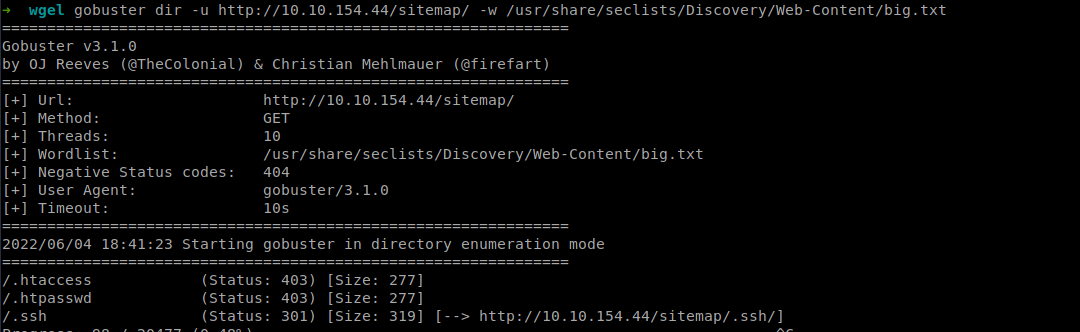 → wgel gobuster dir -u http://10.10.154.44/sitemap/ -w /usr/share/seclists/Discovery/Web-Content/big.txt
===============================================================
Gobuster v3.1.0
by OJ Reeves (@TheColonial) & Christian Mehlmauer (@firefart)
===============================================================
[+] Url:                     http://10.10.154.44/sitemap/
[+] Method:                  GET
[+] Threads:                 10
[+] Wordlist:                /usr/share/seclists/Discovery/Web-Content/big.txt
[+] Negative Status codes:   404
[+] User Agent:              gobuster/3.1.0
[+] Timeout:                 10s
===============================================================
2022/06/04 18:41:23 Starting gobuster in directory enumeration mode
===============================================================
/.htaccess            (Status: 403) [Size: 277]
/.htpasswd            (Status: 403) [Size: 277]
/.ssh                 (Status: 301) [Size: 319] [--> http://10.10.154.44/sitemap/.ssh/]